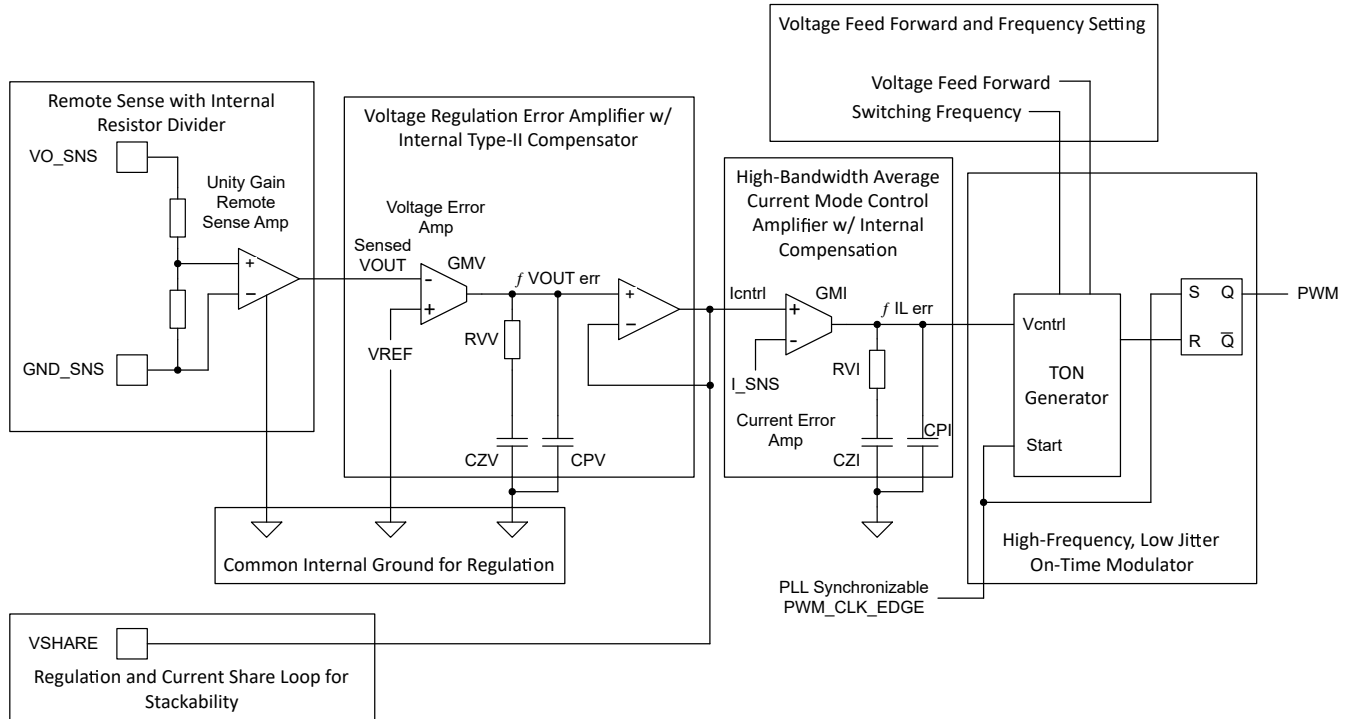 Voltage Feed Forward and Frequency Setting
Voltage Feed Forward
Switching Frequency
Remote Sense with Internal
Resistor Divider
VO_SNS
Unity Gain
Remote
Sense Amp
+
−
GND_SNS
Voltage Regulation Error Amplifier w/
Internal Type-II Compensator
Voltage Error
Amp
Sensed
VOUT
GMV
-
+
VREF
ƒ VOUT err
RVV
CZV
CPV
+
−
High-Bandwidth Average
Current Mode Control
Amplifier w/ Internal
Compensation
Icntrl
GMI
+
-
I_SNS
ƒ IL err
RVI
Current Error
Amp
CZI
CPI
Vcntrl
TON
Generator
Start
S Q
R Q̅
PWM
High-Frequency, Low Jitter
On-Time Modulator
PLL Synchronizable
PWM_CLK_EDGE
Common Internal Ground for Regulation
VSHARE
Regulation and Current Share Loop for
Stackability